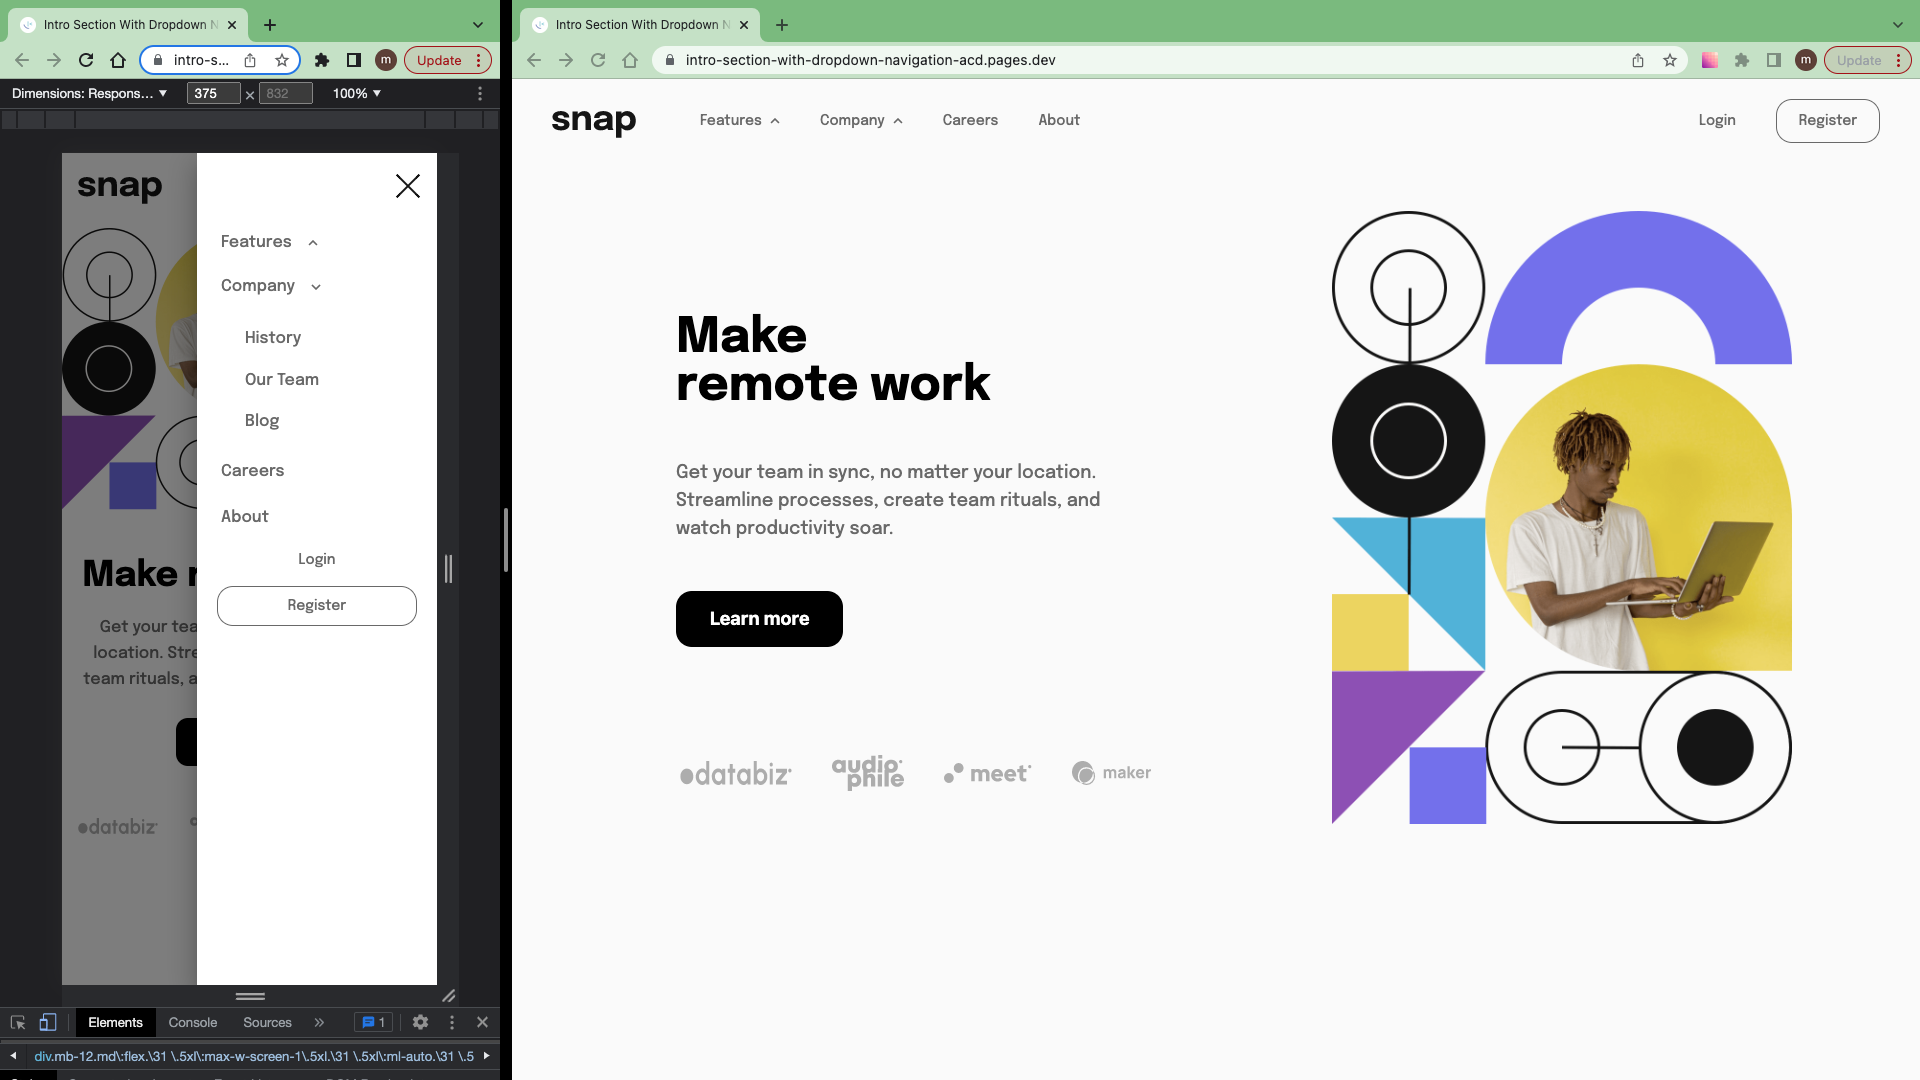 Intro Section With Dropdown N
intro-s...
m
Update
Dimensions: Respons...
375
×
832
100%
snap
Features
Company
History
Our Team
Blog
Careers
About
Login
Register
Make r
Get your tea
location. Stre
team rituals, a
databiz
Elements
Console
Sources
»
1
div.mb-12.md\:flex.\31 \.5xl\:max-w-screen-1\.5xl.\31 \.5xl\:ml-auto.\31 \.5
Intro Section With Dropdown N
intro-section-with-dropdown-navigation-acd.pages.dev
m
Update
snap
Features
Company
Careers
About
Login
Register
Make
remote work
Get your team in sync, no matter your location.
Streamline processes, create team rituals, and
watch productivity soar.
Learn more
databiz
audio
phile
meet
maker